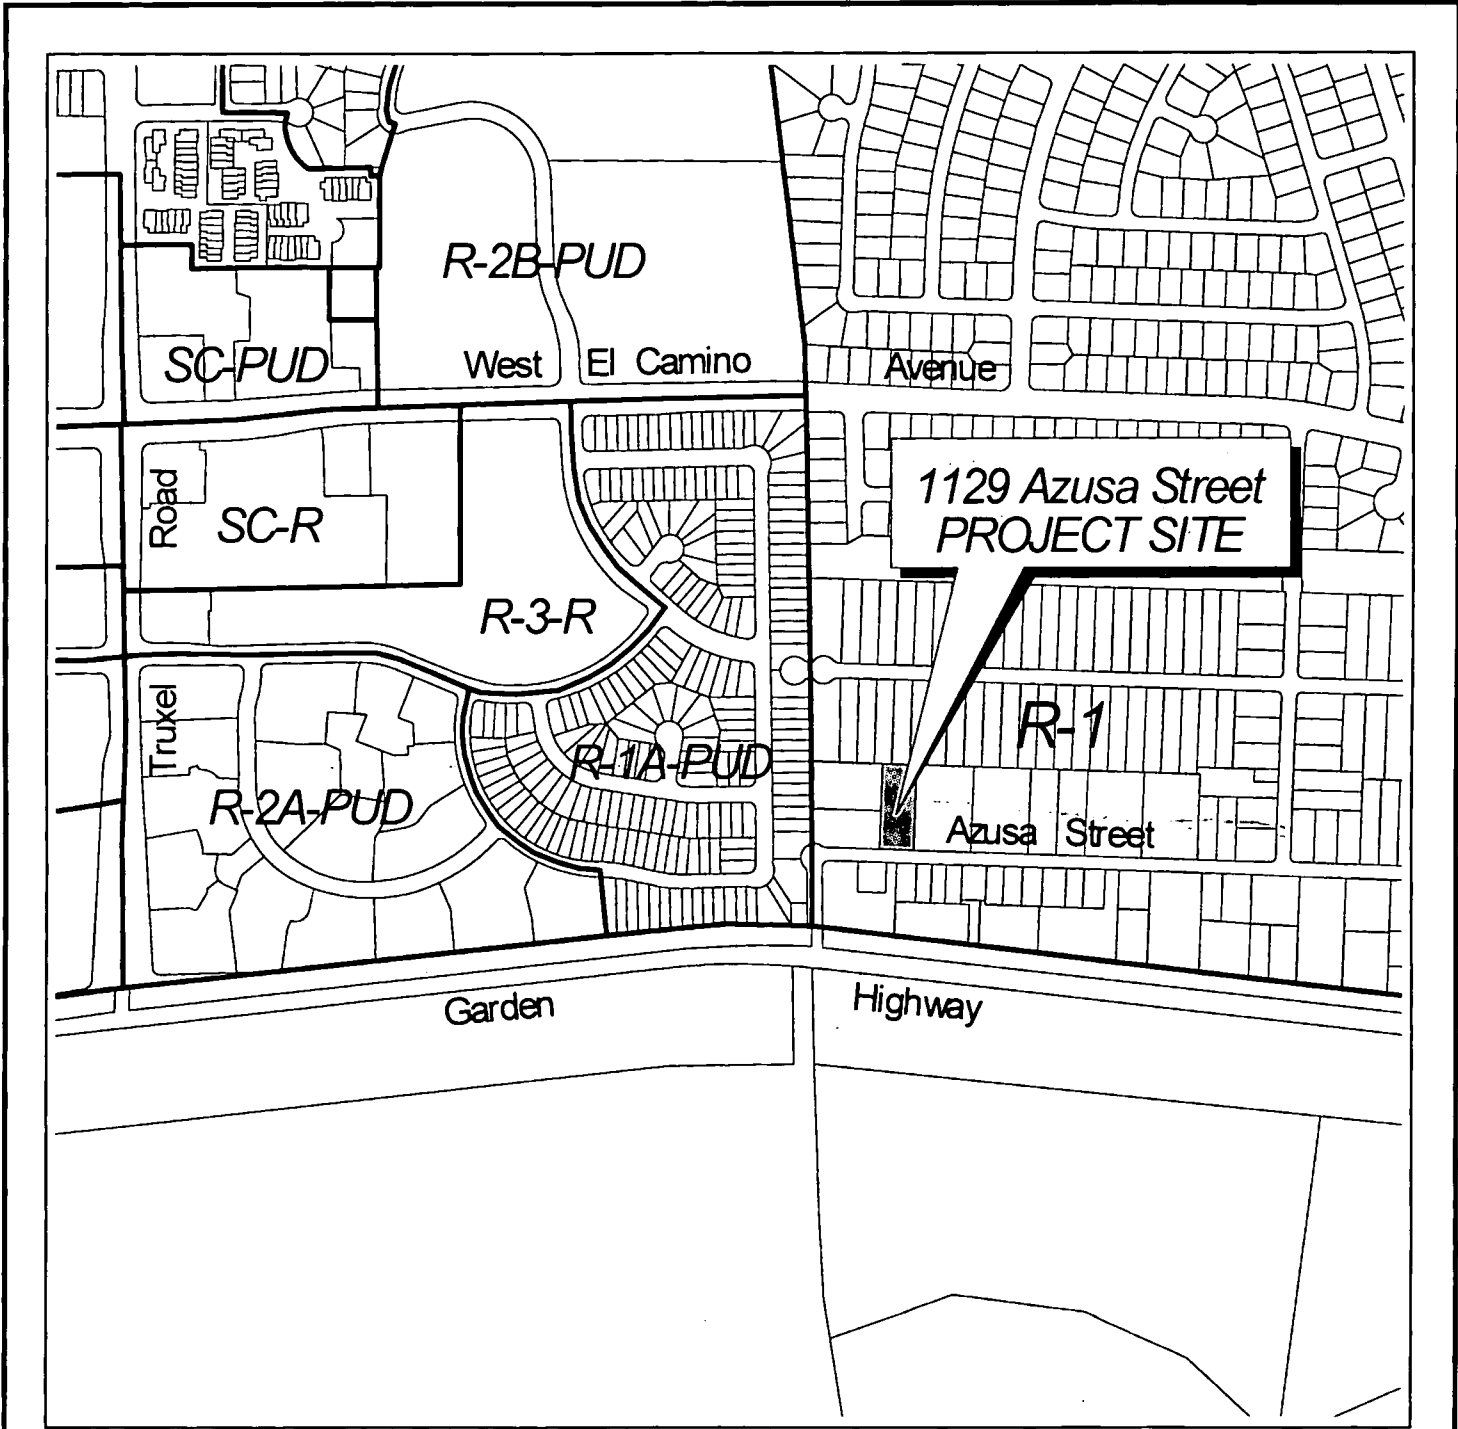 R-2B-PUD
SC-PUD
West El Camino Avenue
1129 Azusa Street
PROJECT SITE
Road
SC-R
R-3-R
Truxel
R-1
R-1A-PUD
R-2A-PUD
Azusa Street
Garden Highway